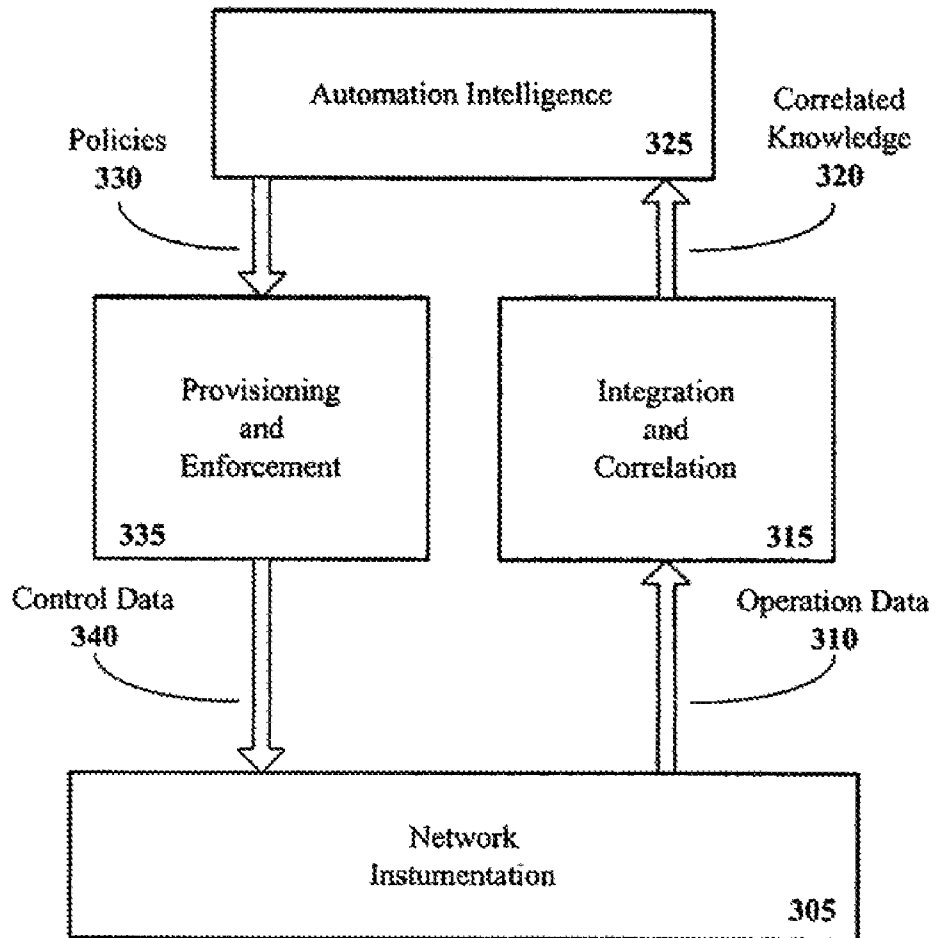 Automation Intelligence
325
Policies
330
Correlated
Knowledge
320
Provisioning
and
Enforcement
335
Integration
and
Correlation
315
Control Data
340
Operation Data
310
Network
Instumentation
305